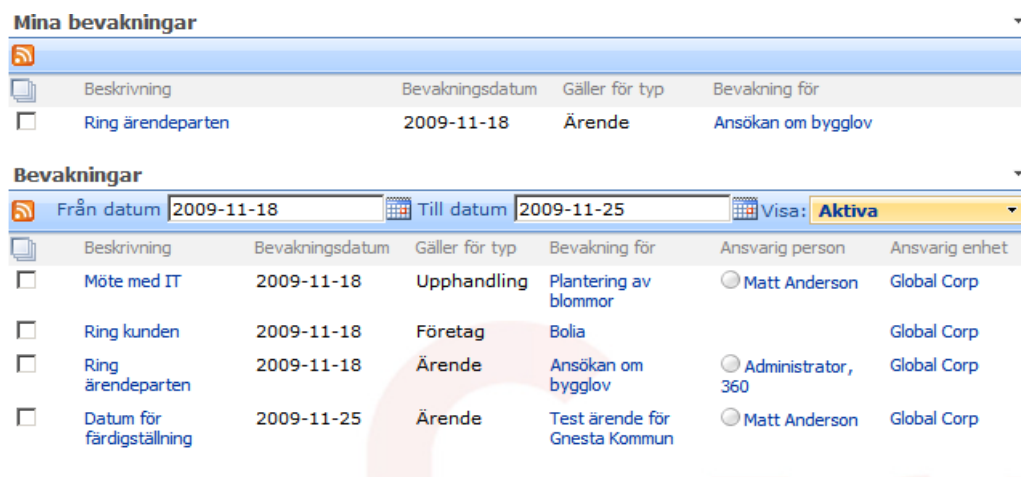 Mina bevakningar
Beskrivning Bevakningsdatum Gäller för typ Bevakning för
Ring ärendeparten 2009-11-18 Ärende Ansökan om bygglov
Bevakningar
Från datum 2009-11-18 Till datum 2009-11-25 Visa: Aktiva
Beskrivning Bevakningsdatum Gäller för typ Bevakning för Ansvarig person Ansvarig enhet
Möte med IT 2009-11-18 Upphandling Plantering av Matt Anderson Global Corp
blommor
Ring kunden 2009-11-18 Företag Bolia Global Corp
Ring 2009-11-18 Ärende Ansökan om Administrator, Global Corp
ärendeparten bygglov 360
Datum för 2009-11-25 Ärende Test ärende för Matt Anderson Global Corp
färdigställning Gnesta Kommun